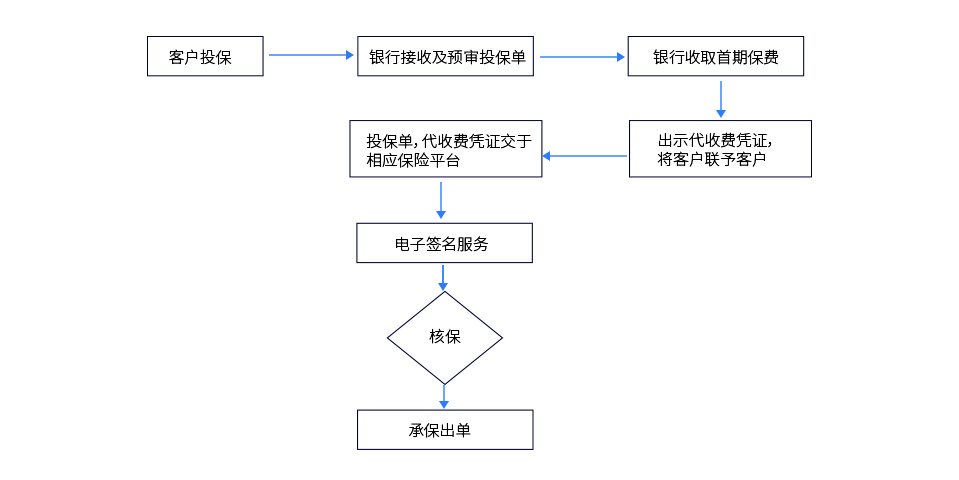 客户投保
银行接收及预审投保单
银行收取首期保费
出示代收费凭证，
将客户联予客户
投保单，代收费凭证交于
相应保险平台
电子签名服务
核保
承保出单